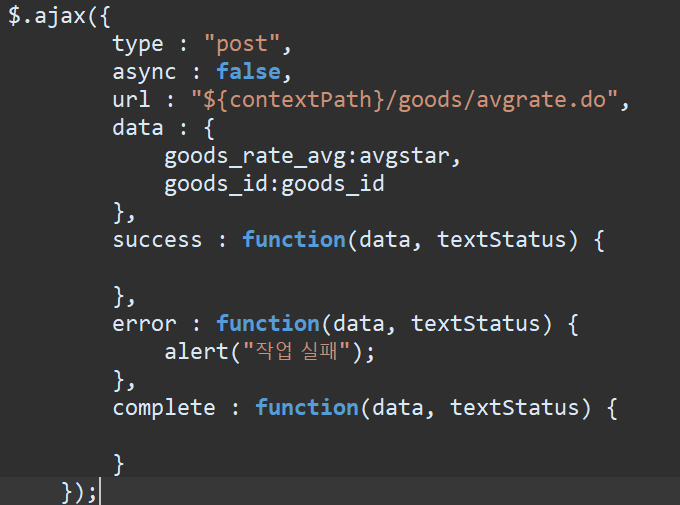 $.ajax({
        type : "post",
        async : false,
        url : "${contextPath}/goods/avgrate.do",
        data : {
            goods_rate_avg:avgstar,
            goods_id:goods_id
        },
        success : function(data, textStatus) {

        },
        error : function(data, textStatus) {
            alert("작업 실패");
        },
        complete : function(data, textStatus) {

        }
    });